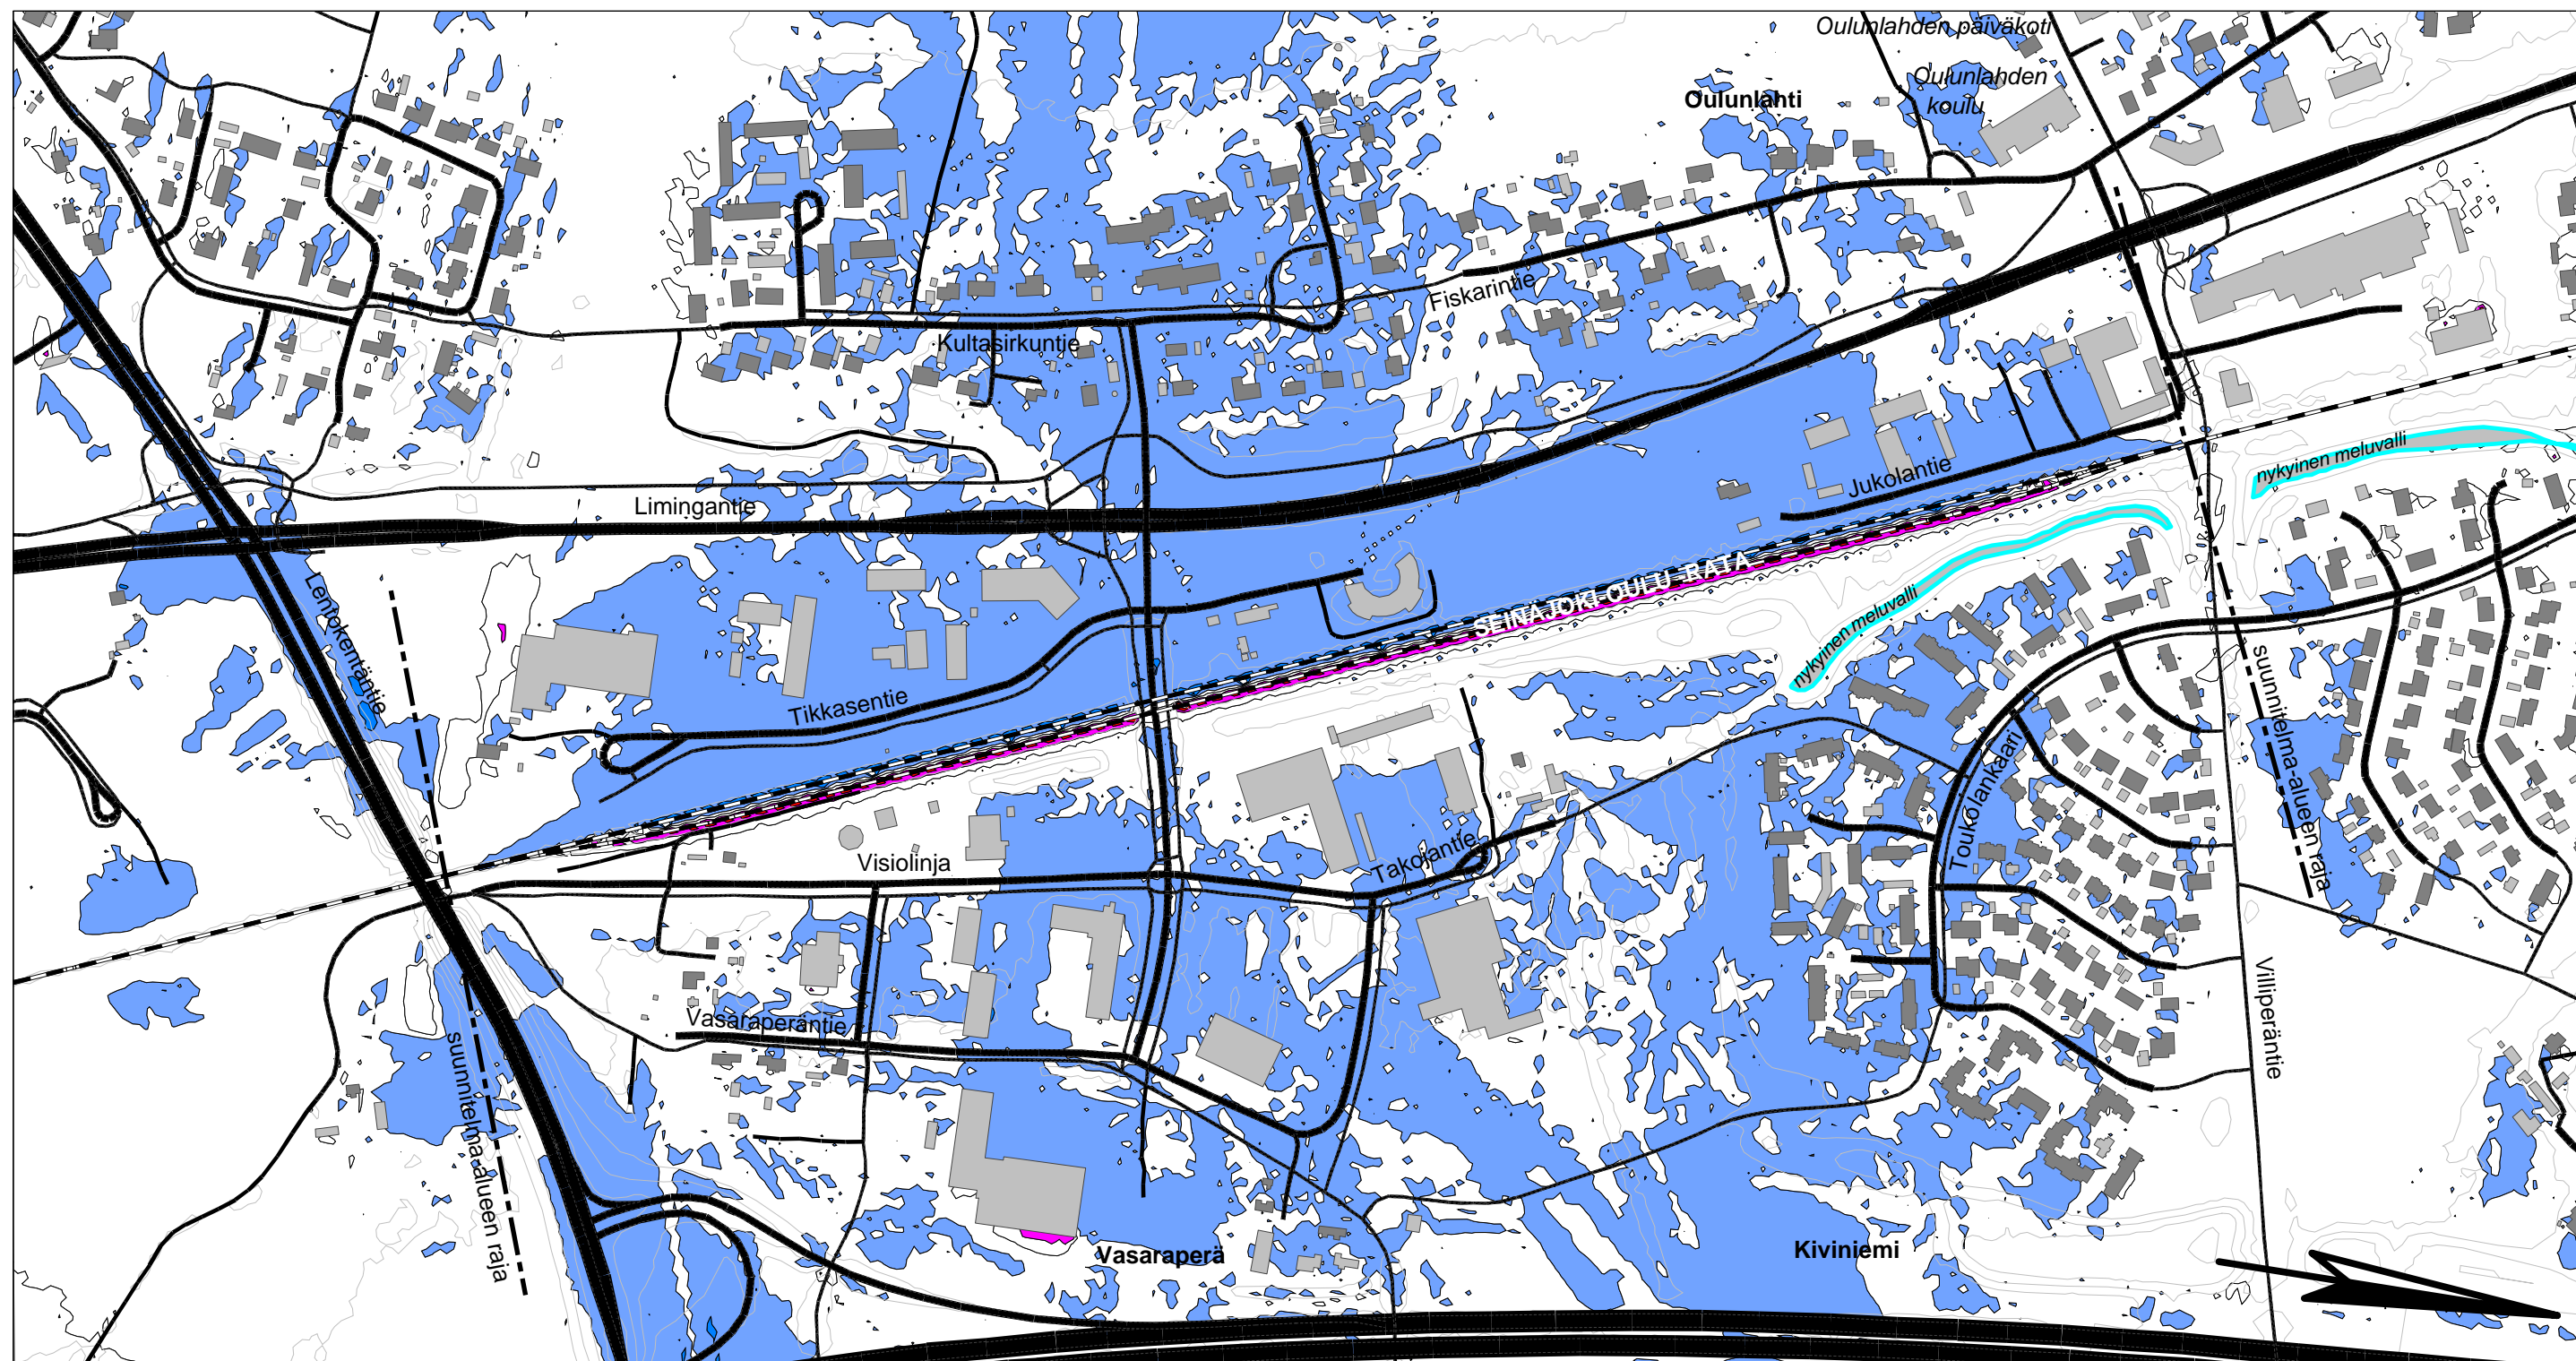 Oulunlahden päiväkoti
Oulunlahden
koulu
Oulunlahti
Fiskarintie
Kultasirkuntie
nykyinen meluvalli
Jukolantie
Limingantie
SEINÄJOKI-OULU -RATA
nykyinen meluvalli
Lentokentäntie
Tikkasentie
suunnitelma-alueen raja
Toukolankaari
Visiolinja
Takojantie
Villiperäntie
Vasaraperäntie
suunnitelma-alueen raja
Vasaraperä
Kiviniemi